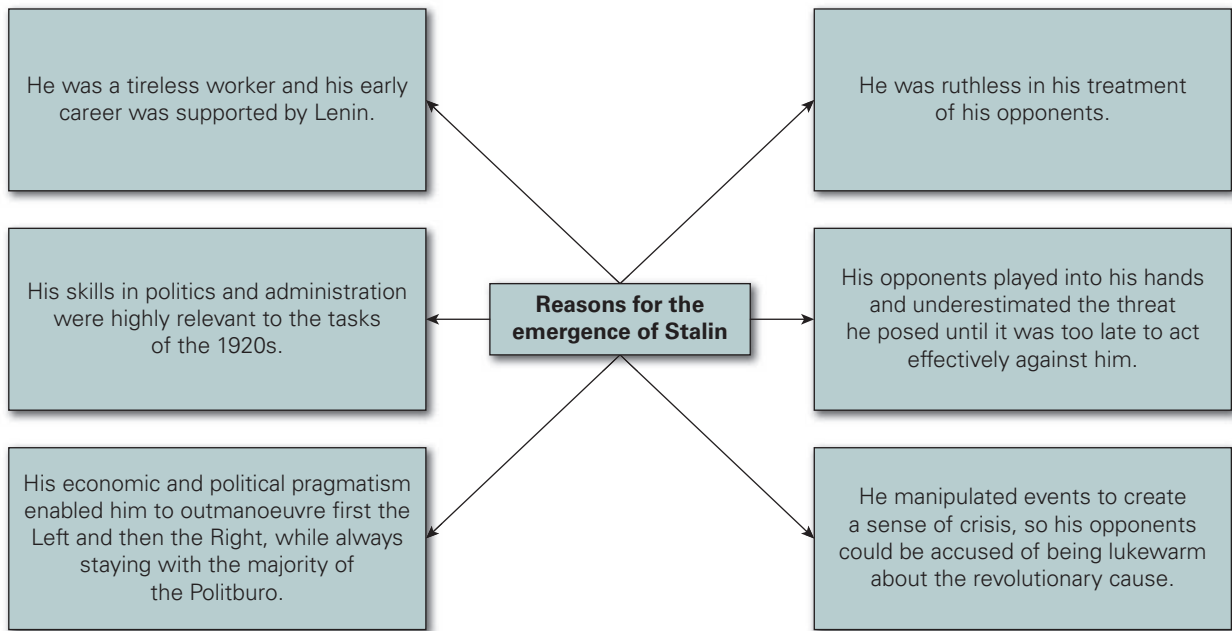 He was a tireless worker and his early
career was supported by Lenin.
He was ruthless in his treatment
of his opponents.
His skills in politics and administration
were highly relevant to the tasks
of the 1920s.
Reasons for the
emergence of Stalin
His opponents played into his hands
and underestimated the threat
he posed until it was too late to act
effectively against him.
His economic and political pragmatism
enabled him to outmanoeuvre first the
Left and then the Right, while always
staying with the majority of
the Politburo.
He manipulated events to create
a sense of crisis, so his opponents
could be accused of being lukewarm
about the revolutionary cause.